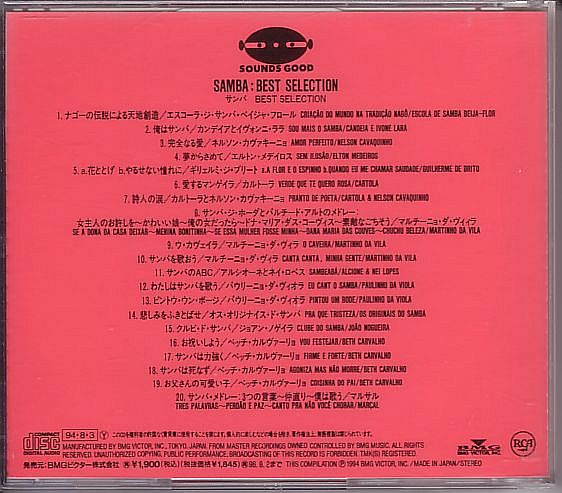 SOUNDS GOOD
SAMBA : BEST SELECTION
サンバ BEST SELECTION
1. ナゴーの伝説による天地創造／エスコーラ・ジ・サンバ・ベイジャ・フロール CRIAÇÃO DO MUNDO NA TRADIÇÃO NAGÔ/ESCOLA DE SAMBA BEIJA-FLOR
2. 俺はサンバ／カンデイアとイヴォンニ・ララ SOU MAIS O SAMBA/CANDEIA E IVONE LARA
3. 完全なる愛／ネルソン・カヴァキーニョ AMOR PERFEITO/NELSON CAVAQUINHO
4. 夢からさめて／エルトン・メデイロス SEM ILUSÃO/ELTON MEDEIROS
5. a.花ととげ b.やるせない憧れに／ギリェルミ・ジ・ブリート a.A FLOR E O ESPINHO b.QUANDO EU ME CHAMAR SAUDADE/GUILHERME DE BRITO
6. 愛するマンゲイラ／カルトーラ VERDE QUE TE QUERO ROSA/CARTOLA
7. 詩人の涙／カルトーラとネルソン・カヴァッキーニョ PRANTO DE POETA/CARTOLA & NELSON CAVAQUINHO
8. サンバ・ジ・ホーダとパルチード・アルトのメドレー：
女主人のお許しを〜かわいい娘〜俺の女だったら〜ドナ・マリア・ダス・コーヴィス〜素敵なごちそう／マルチーニョ・ダ・ヴィラ
SE A DONA DA CASA DEIXAR〜MENINA BONITINHA〜SE ESSA MULHER FOSSE MINHA〜DANA MARIA DAS COUVES〜CHUCHU BELEZA/MARTINHO DA VILA
9. ウ・カヴェイラ／マルチーニョ・ダ・ヴィラ O CAVEIRA/MARTINHO DA VILA
10. サンバを歌おう／マルチーニョ・ダ・ヴィラ CANTA CANTA, MINHA GENTE/MARTINHO DA VILA
11. サンバのABC／アルシオーネとネイ・ロペス SAMBEABÁ/ALCIONE & NEI LOPES
12. わたしはサンバを歌う／パウリーニョ・ダ・ヴィオラ EU CANTO SAMBA/PAULINHO DA VIOLA
13. ピントウ・ウン・ボージ／パウリーニョ・ダ・ヴィオラ PINTOU UM BODE/PAULINHO DA VIOLA
14. 悲しみをふきとばせ／オス・オリジナイス・ド・サンバ PRA QUE TRISTEZA/OS ORIGINAIS DO SAMBA
15. クルビ・ド・サンバ／ジョアン・ノゲイラ CLUBE DO SAMBA/JOÃO NOGUEIRA
16. お祝いしよう／ベッチ・カルヴァーリョ VOU FESTEJAR/BETH CARVALHO
17. サンバは力強く／ベッチ・カルヴァーリョ FIRME E FORTE/BETH CARVALHO
18. サンバは死なず／ベッチ・カルヴァーリョ AGONIZA MAS NÃO MORRE/BETH CARVALHO
19. お父さんの可愛い子／ベッチ・カルヴァーリョ COISINHA DO PAI/BETH CARVALHO
20. サンバ・メドレー：3つの言葉〜仲直り〜僕は歌う／マルサル
TRES PALAVRAS〜PERDÃO E PAZ〜CANTO PRA NÃO VOCÊ CHORAR/MARÇAL
COMPACT disc DIGITAL AUDIO
94・8・3 Y
MANUFACTURED BY BMG VICTOR, INC., TOKYO, JAPAN. FROM MASTER RECORDINGS OWNED CONTROLLED BY BMG MUSIC. ALL RIGHTS RESERVED. UNAUTHORIZED COPYING, PUBLIC PERFORMANCE, BROADCASTING OF THIS RECORDING IS FORBIDDEN. TMK(S) REGISTERED.
発売元：BMGビクター株式会社 ¥1,900(税込)/(税抜価格 ¥1,845)('96. 8. 2 まで) THIS COMPILATION Ⓟ1994 BMG VICTOR, INC. / MADE IN JAPAN / STEREO
BMG
BMG VICTOR, INC.
RCA